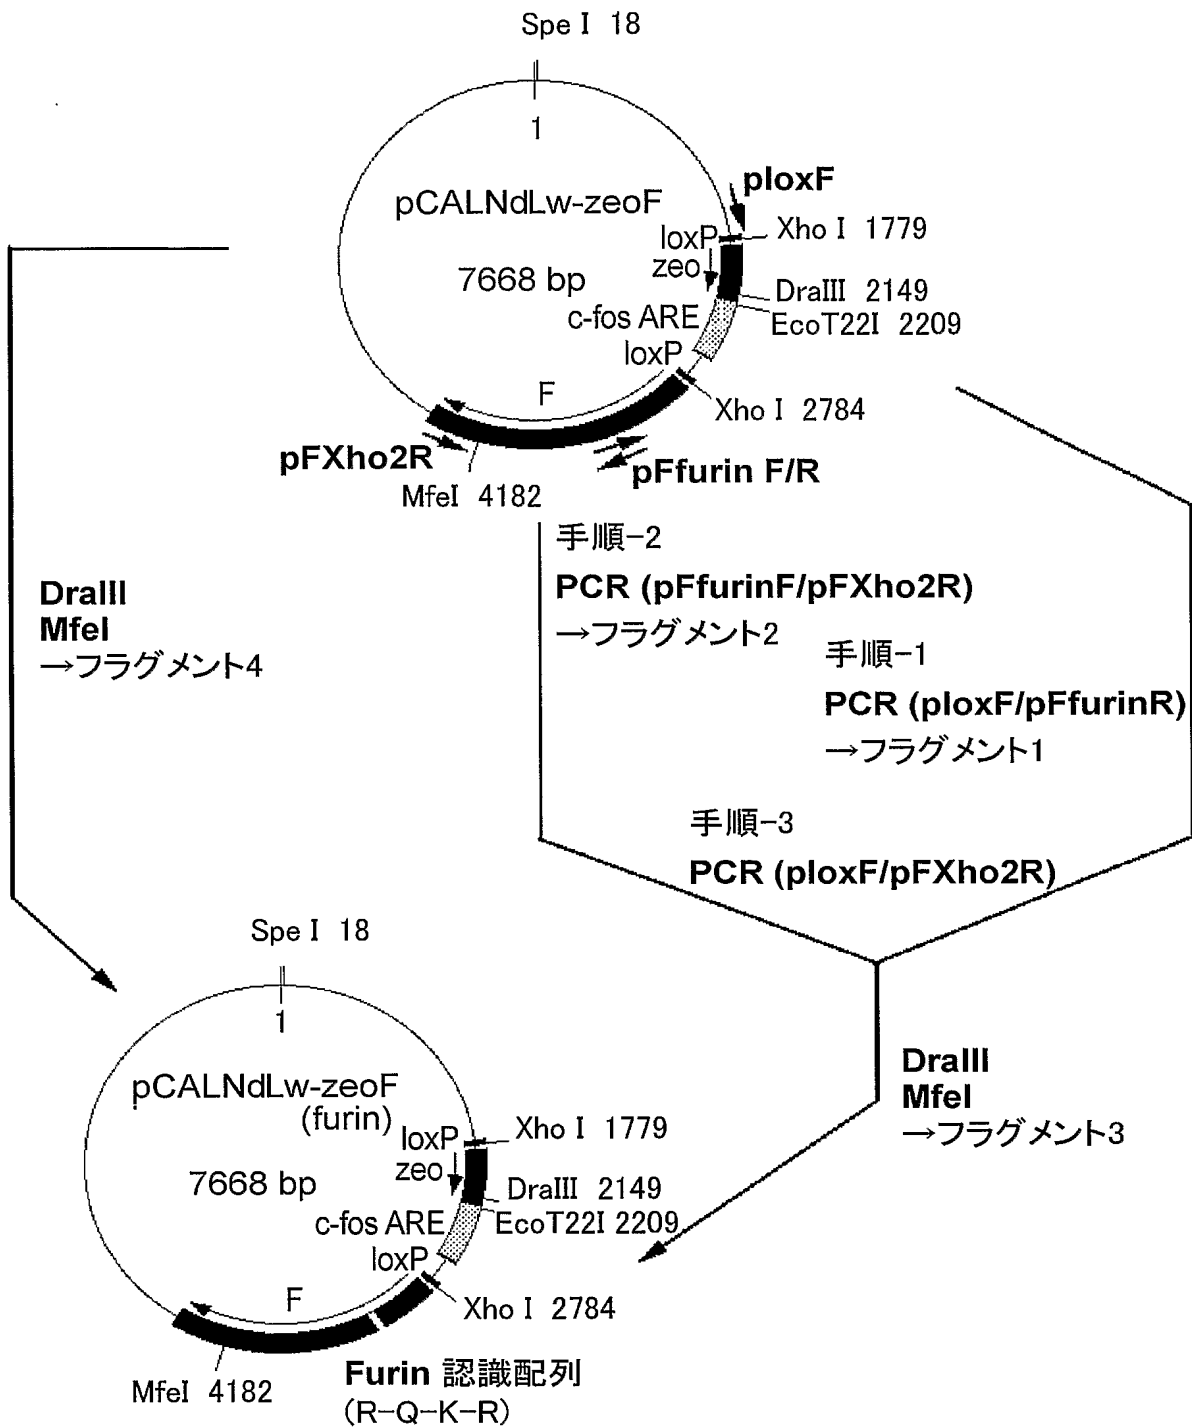 Spe I 18
1
pCALNdLw-zeoF
7668 bp
ploxF
loxP
Xho I 1779
zeo
DraIII 2149
EcoT22I 2209
c-fos ARE
loxP
Xho I 2784
F
pFXho2R
MfeI 4182
pFfurin F/R
手順-2
PCR (pFfurinF/pFXho2R)
→フラグメント2
手順-1
PCR (ploxF/pFfurinR)
→フラグメント1
手順-3
PCR (ploxF/pFXho2R)
DraIII
MfeI
→フラグメント4
DraIII
MfeI
→フラグメント3
Spe I 18
1
pCALNdLw-zeoF
(furin)
7668 bp
loxP
Xho I 1779
zeo
DraIII 2149
EcoT22I 2209
c-fos ARE
loxP
Xho I 2784
F
MfeI 4182
Furin 認識配列
(R-Q-K-R)